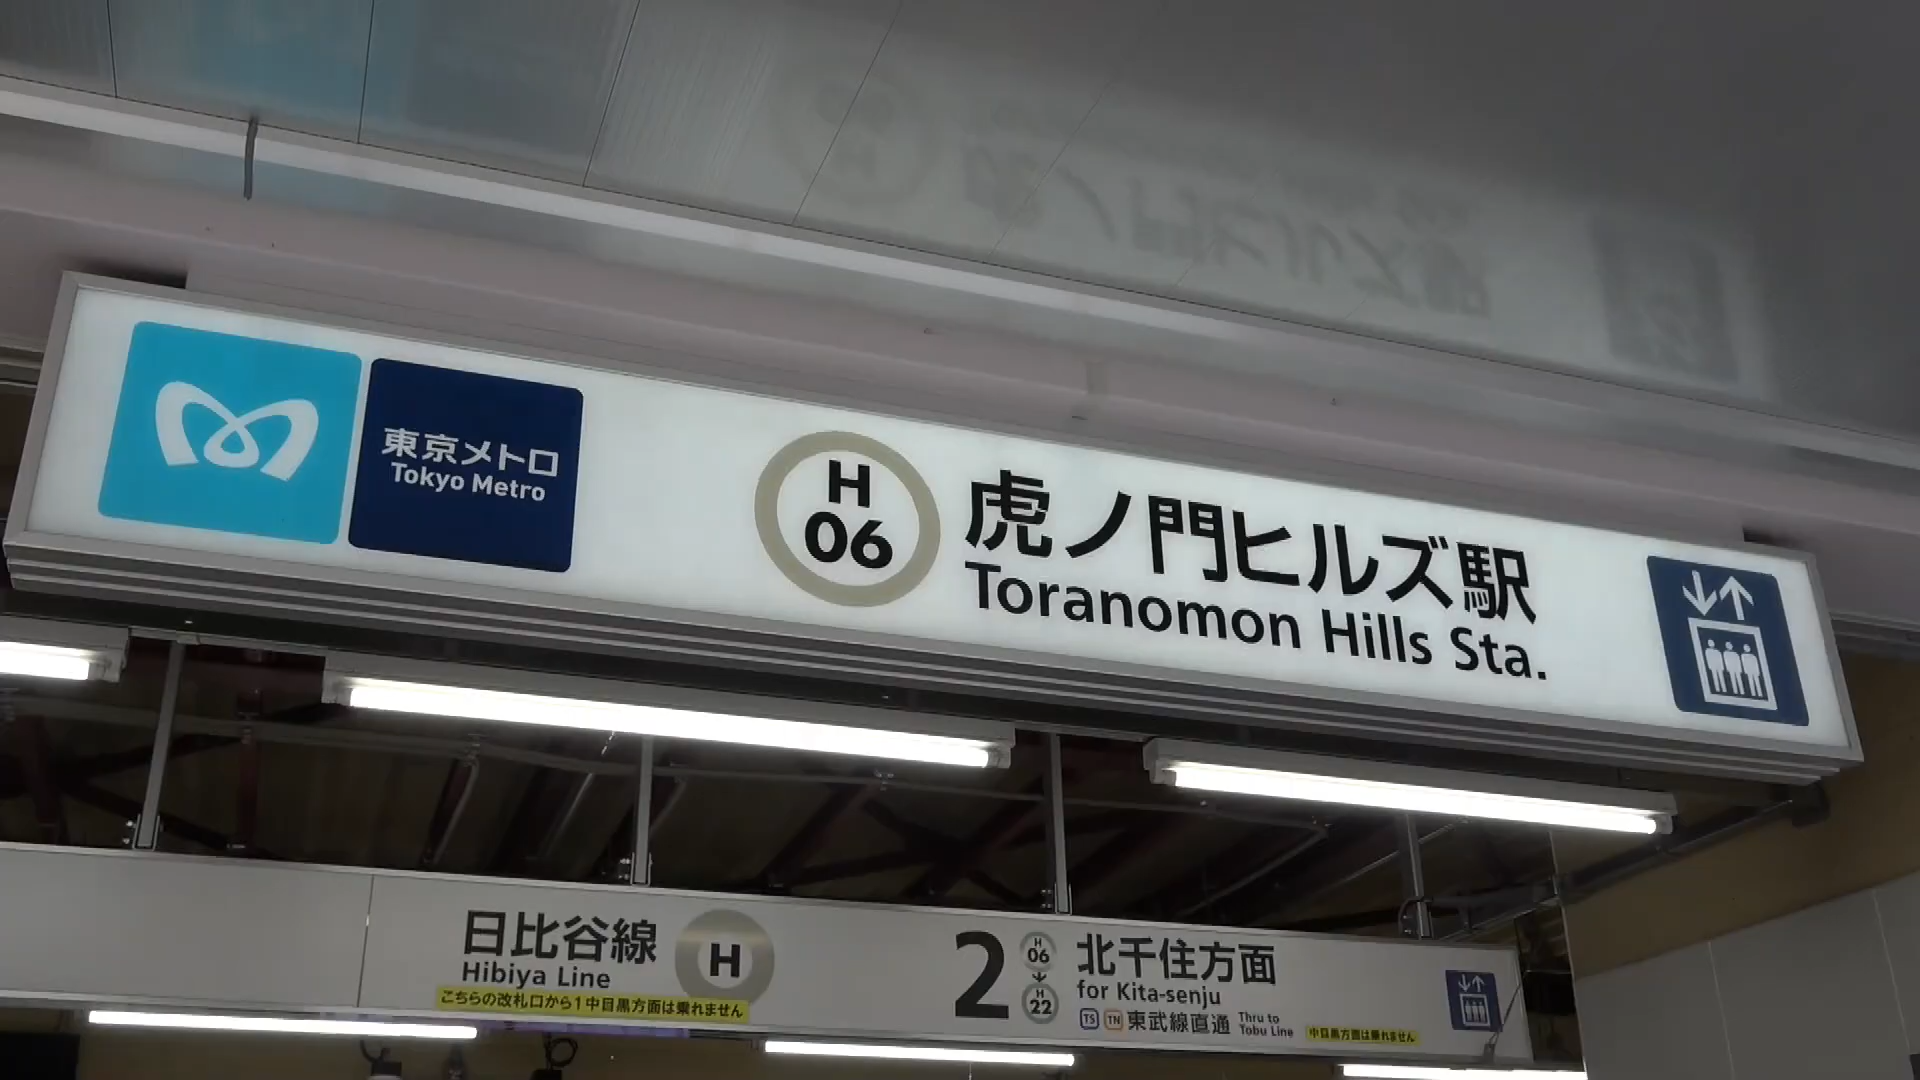 東京メトロ
Tokyo Metro
H
06
虎ノ門ヒルズ駅
Toranomon Hills Sta.
日比谷線
Hibiya Line
H
こちらの改札口から1中目黒方面は乗れません
2
H
06
H
22
北千住方面
for Kita-senju
TS TN 東武線直通 Thru to
Tobu Line
中目黒方面は乗れません